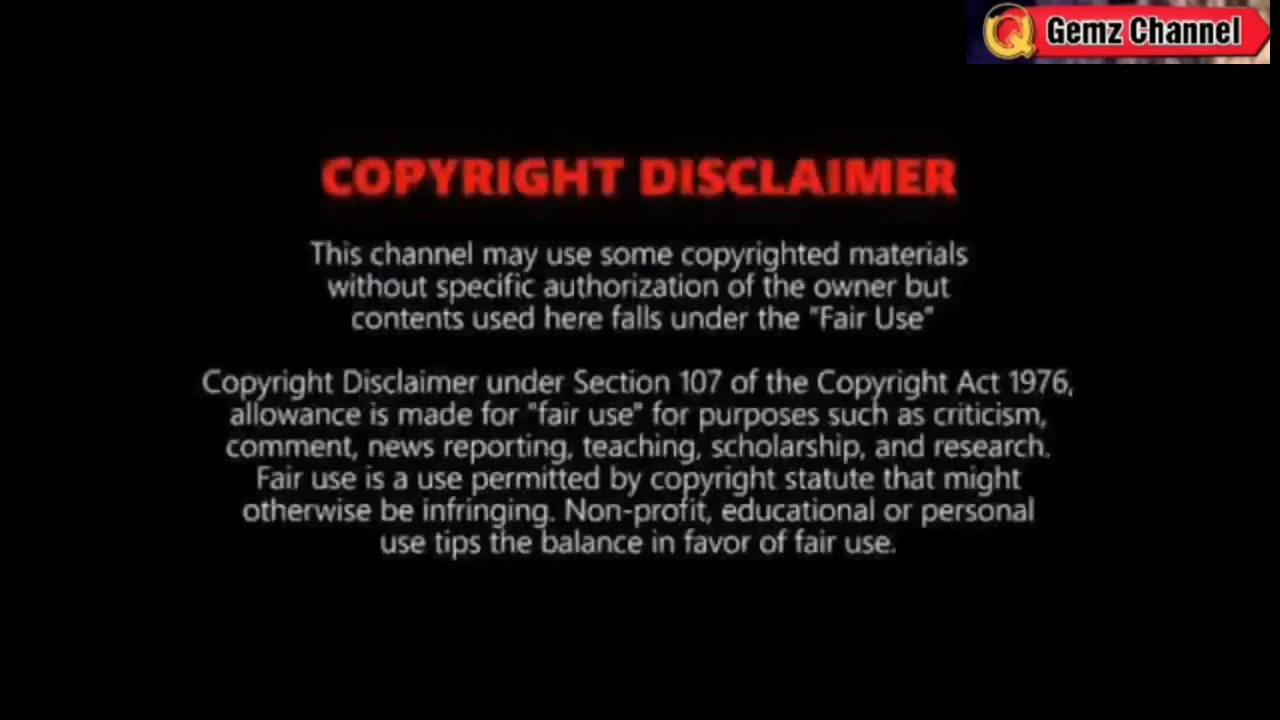 Gemz Channel
COPYRIGHT DISCLAIMER
This channel may use some copyrighted materials
without specific authorization of the owner but
contents used here falls under the "Fair Use"
Copyright Disclaimer under Section 107 of the Copyright Act 1976,
allowance is made for "fair use" for purposes such as criticism,
comment, news reporting, teaching, scholarship, and research.
Fair use is a use permitted by copyright statute that might
otherwise be infringing. Non-profit, educational or personal
use tips the balance in favor of fair use.